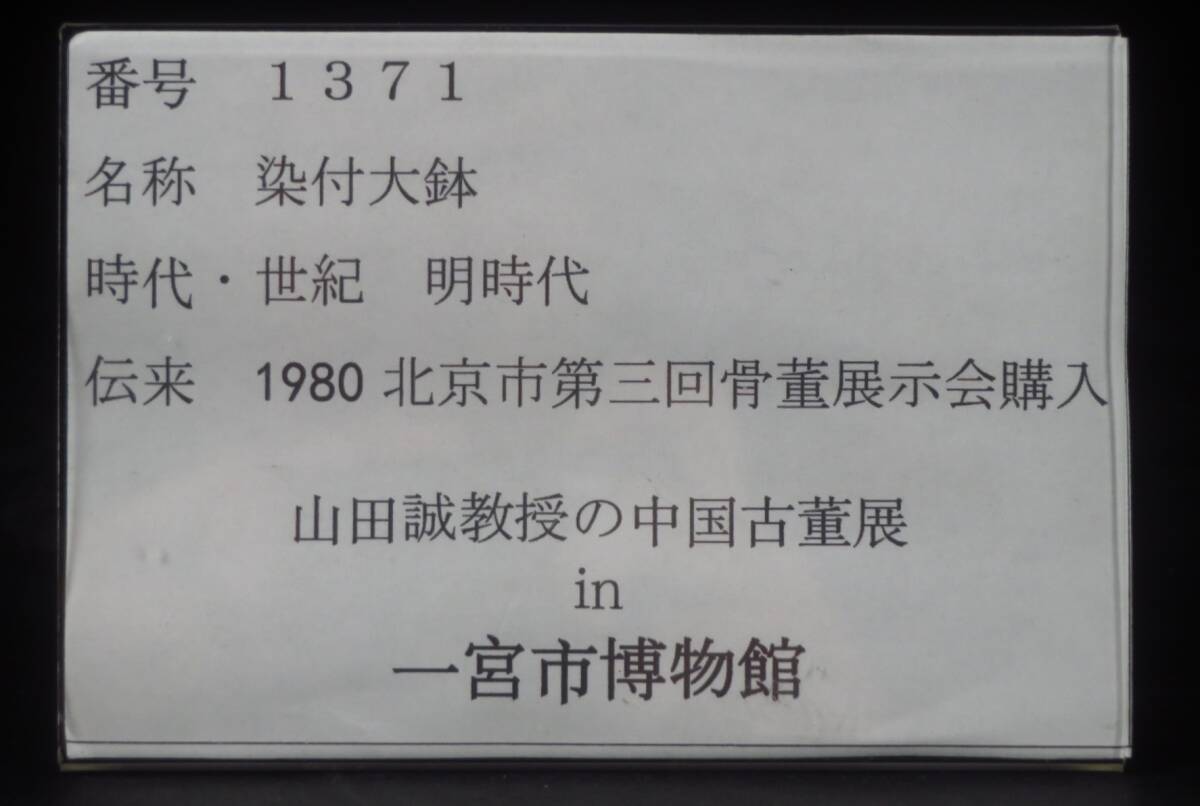 番号　１３７１
名称　染付大鉢
時代・世紀　明時代
伝来　1980 北京市第三回骨董展示会購入
山田誠教授の中国古董展
in
一宮市博物館